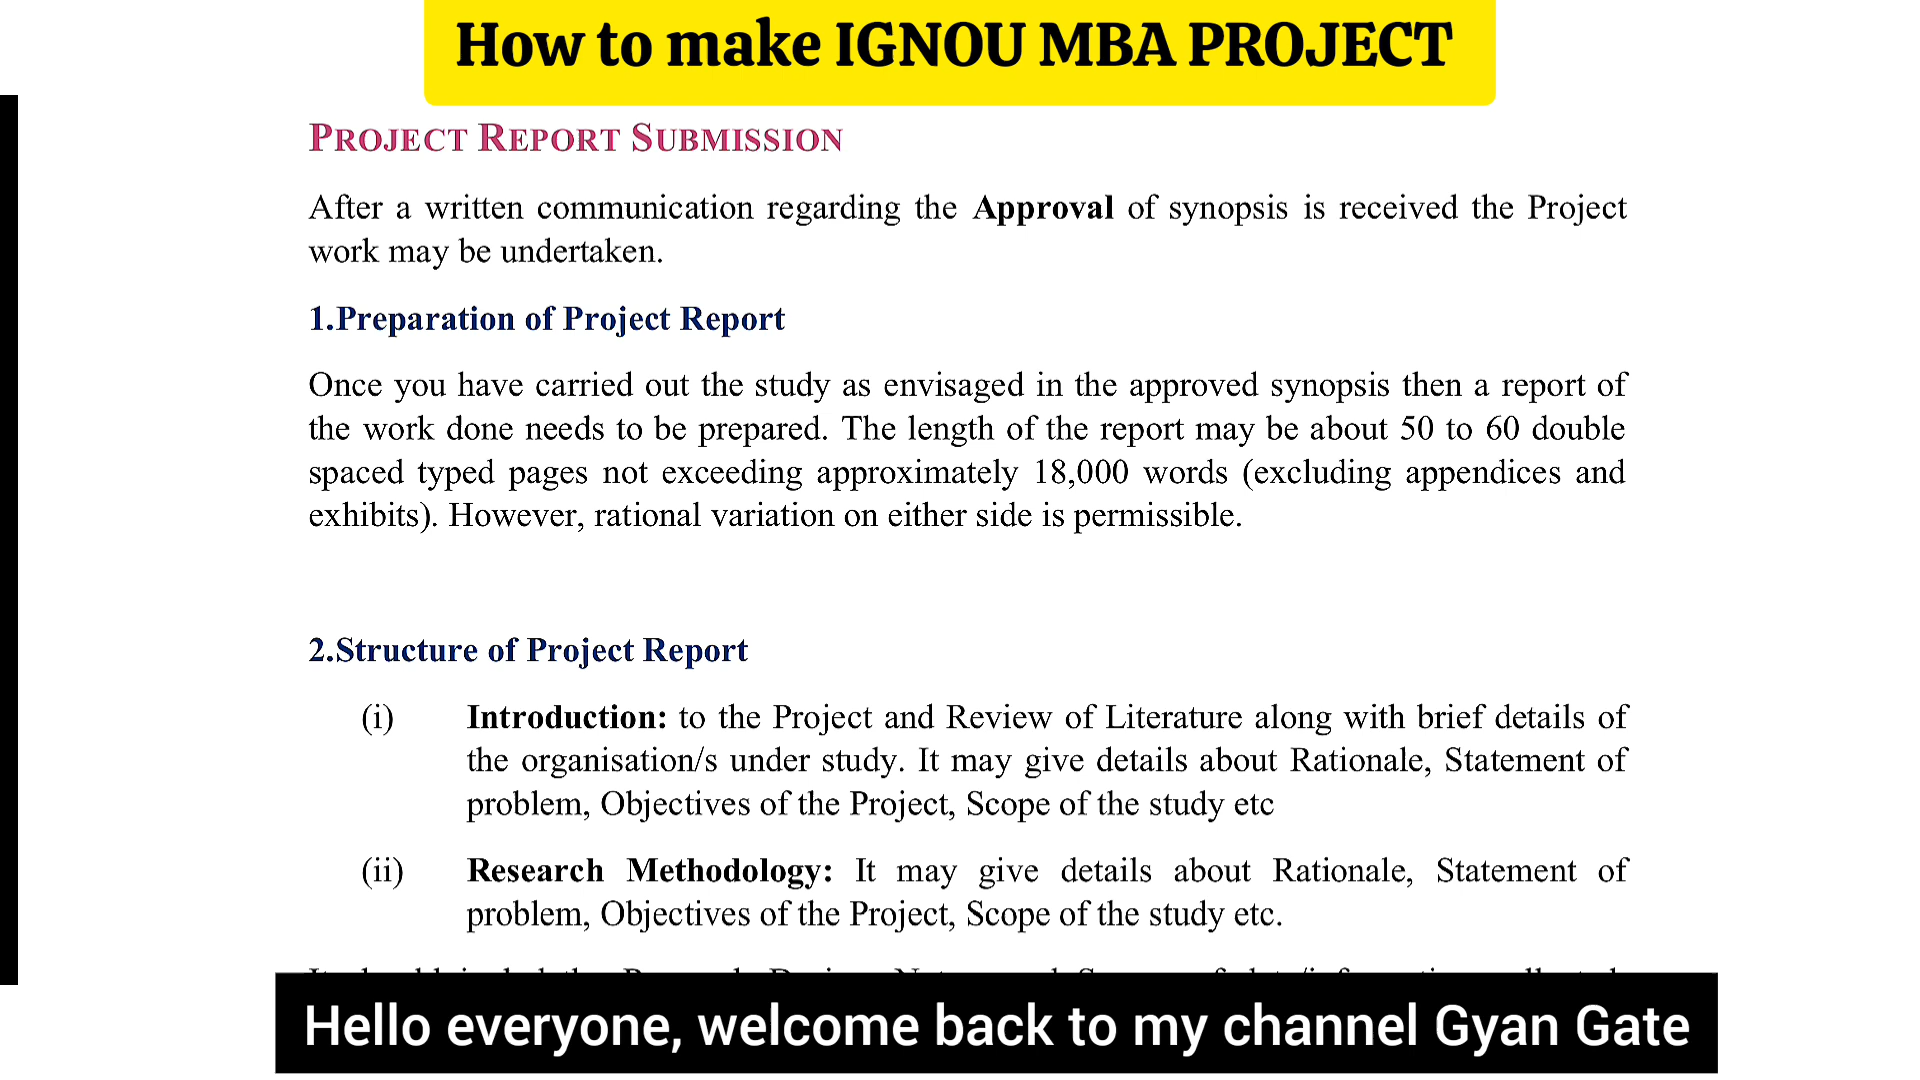 How to make IGNOU MBA PROJECT
PROJECT REPORT SUBMISSION
After a written communication regarding the Approval of synopsis is received the Project
work may be undertaken.
1.Preparation of Project Report
Once you have carried out the study as envisaged in the approved synopsis then a report of
the work done needs to be prepared. The length of the report may be about 50 to 60 double
spaced typed pages not exceeding approximately 18,000 words (excluding appendices and
exhibits). However, rational variation on either side is permissible.
2.Structure of Project Report
(i) Introduction: to the Project and Review of Literature along with brief details of
the organisation/s under study. It may give details about Rationale, Statement of
problem, Objectives of the Project, Scope of the study etc
(ii) Research Methodology: It may give details about Rationale, Statement of
problem, Objectives of the Project, Scope of the study etc.
Hello everyone, welcome back to my channel Gyan Gate